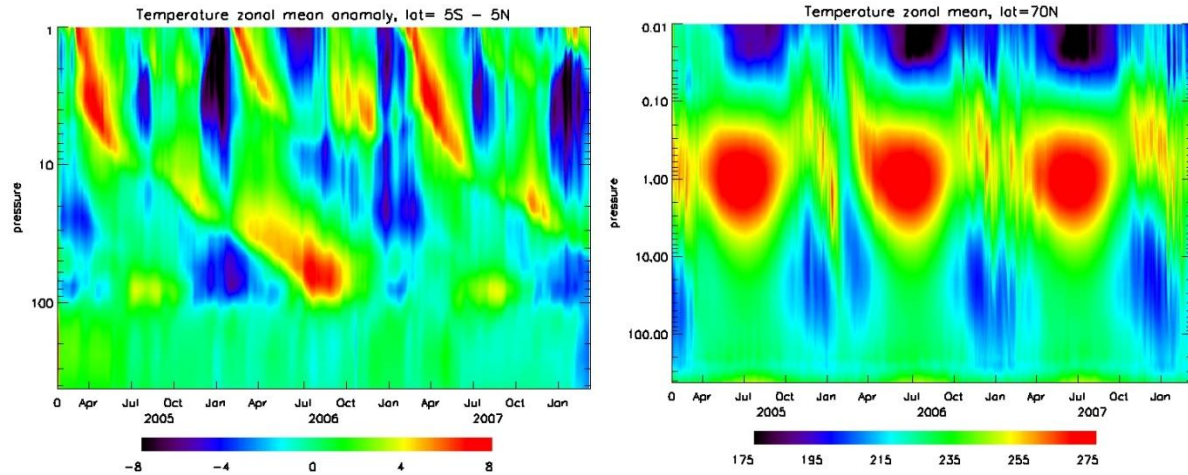 Temperature zonal mean anomaly, lat= 5S – 5N
1
10
100
pressure
0 Apr Jul Oct Jan Apr Jul Oct Jan Apr Jul Oct Jan
2005 2006 2007
-8 -4 0 4 8
Temperature zonal mean, lat=70N
0.01
0.10
1.00
10.00
100.00
pressure
0 Apr Jul Oct Jan Apr Jul Oct Jan Apr Jul Oct Jan
2005 2006 2007
175 195 215 235 255 275